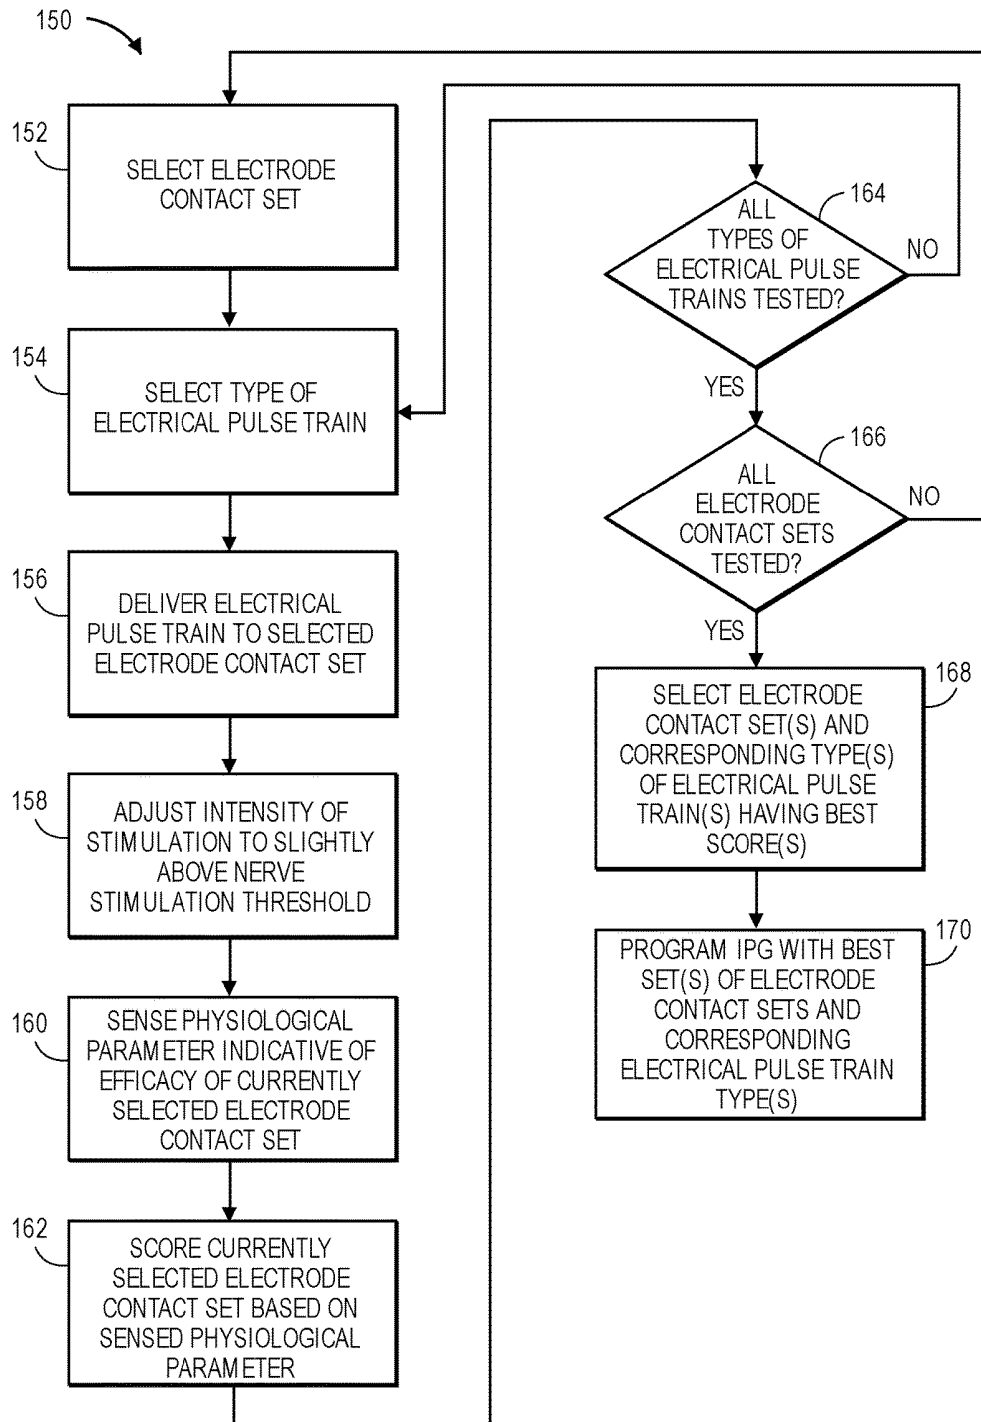 150
152
SELECT ELECTRODE
CONTACT SET
154
SELECT TYPE OF
ELECTRICAL PULSE TRAIN
156
DELIVER ELECTRICAL
PULSE TRAIN TO SELECTED
ELECTRODE CONTACT SET
158
ADJUST INTENSITY OF
STIMULATION TO SLIGHTLY
ABOVE NERVE
STIMULATION THRESHOLD
160
SENSE PHYSIOLOGICAL
PARAMETER INDICATIVE OF
EFFICACY OF CURRENTLY
SELECTED ELECTRODE
CONTACT SET
162
SCORE CURRENTLY
SELECTED ELECTRODE
CONTACT SET BASED ON
SENSED PHYSIOLOGICAL
PARAMETER
164
ALL
TYPES OF
ELECTRICAL PULSE
TRAINS TESTED?
NO
YES
166
ALL
ELECTRODE
CONTACT SETS
TESTED?
NO
YES
168
SELECT ELECTRODE
CONTACT SET(S) AND
CORRESPONDING TYPE(S)
OF ELECTRICAL PULSE
TRAIN(S) HAVING BEST
SCORE(S)
170
PROGRAM IPG WITH BEST
SET(S) OF ELECTRODE
CONTACT SETS AND
CORRESPONDING
ELECTRICAL PULSE TRAIN
TYPE(S)